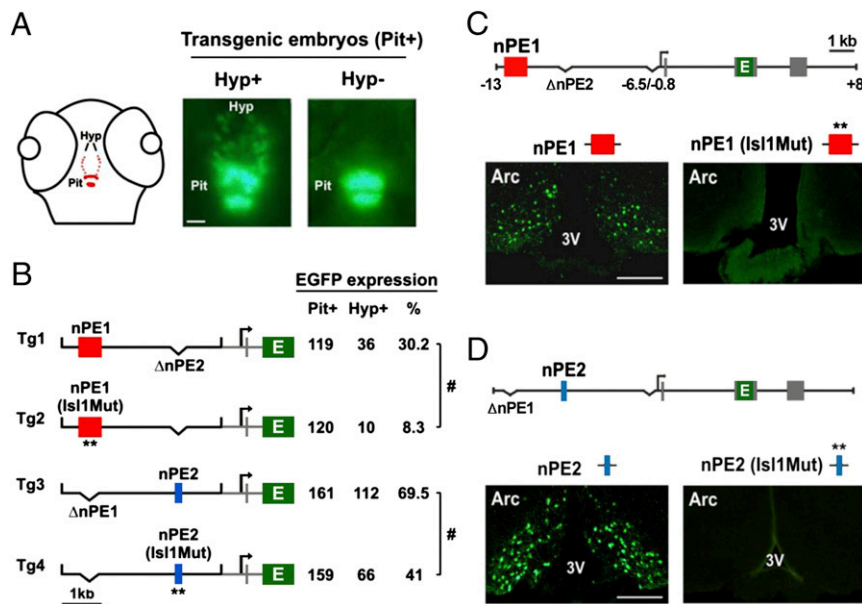 A
Transgenic embryos (Pit+)
Hyp+ Hyp-
Hyp
Hyp
Pit
Pit
Pit
B
EGFP expression
Pit+ Hyp+ %
Tg1 nPE1 ΔnPE2 E 119 36 30.2
#
Tg2 nPE1 (Isl1Mut) ** E 120 10 8.3
Tg3 ΔnPE1 nPE2 E 161 112 69.5
#
Tg4 nPE2 (Isl1Mut) ** E 159 66 41
1kb
C
nPE1 1 kb
E
-13 ΔnPE2 -6.5/-0.8 +8
nPE1 nPE1 (Isl1Mut) **
Arc Arc
3V 3V
D
nPE2
E
ΔnPE1
nPE2 nPE2 (Isl1Mut) **
Arc Arc
3V 3V